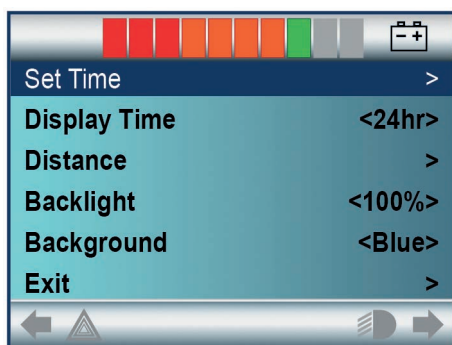 Set Time >
Display Time <24hr>
Distance >
Backlight <100%>
Background <Blue>
Exit >